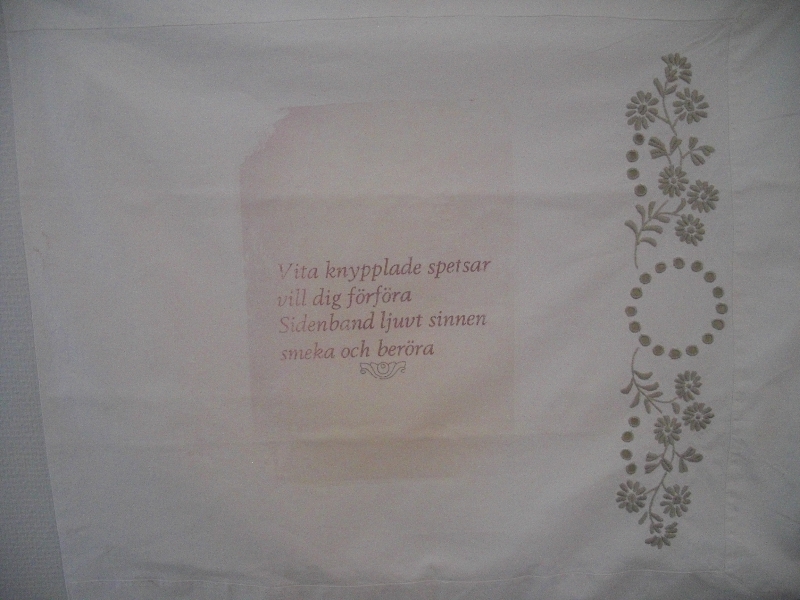 Vita knypplade spetsar
vill dig förföra
Sidenband ljuvt sinnen
smeka och beröra